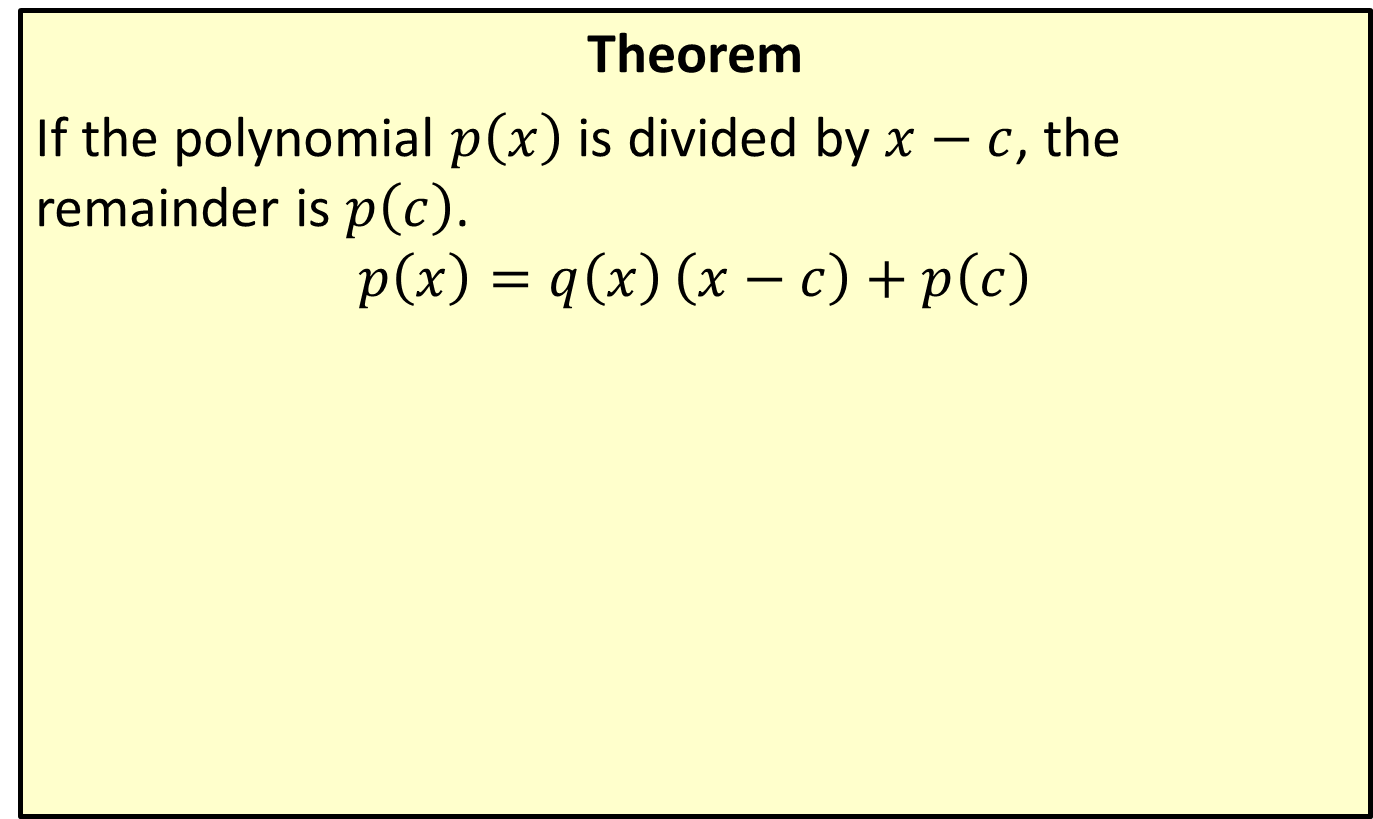 Theorem
If the polynomial p(x) is divided by x − c, the
remainder is p(c).
p(x) = q(x)(x − c) + p(c)